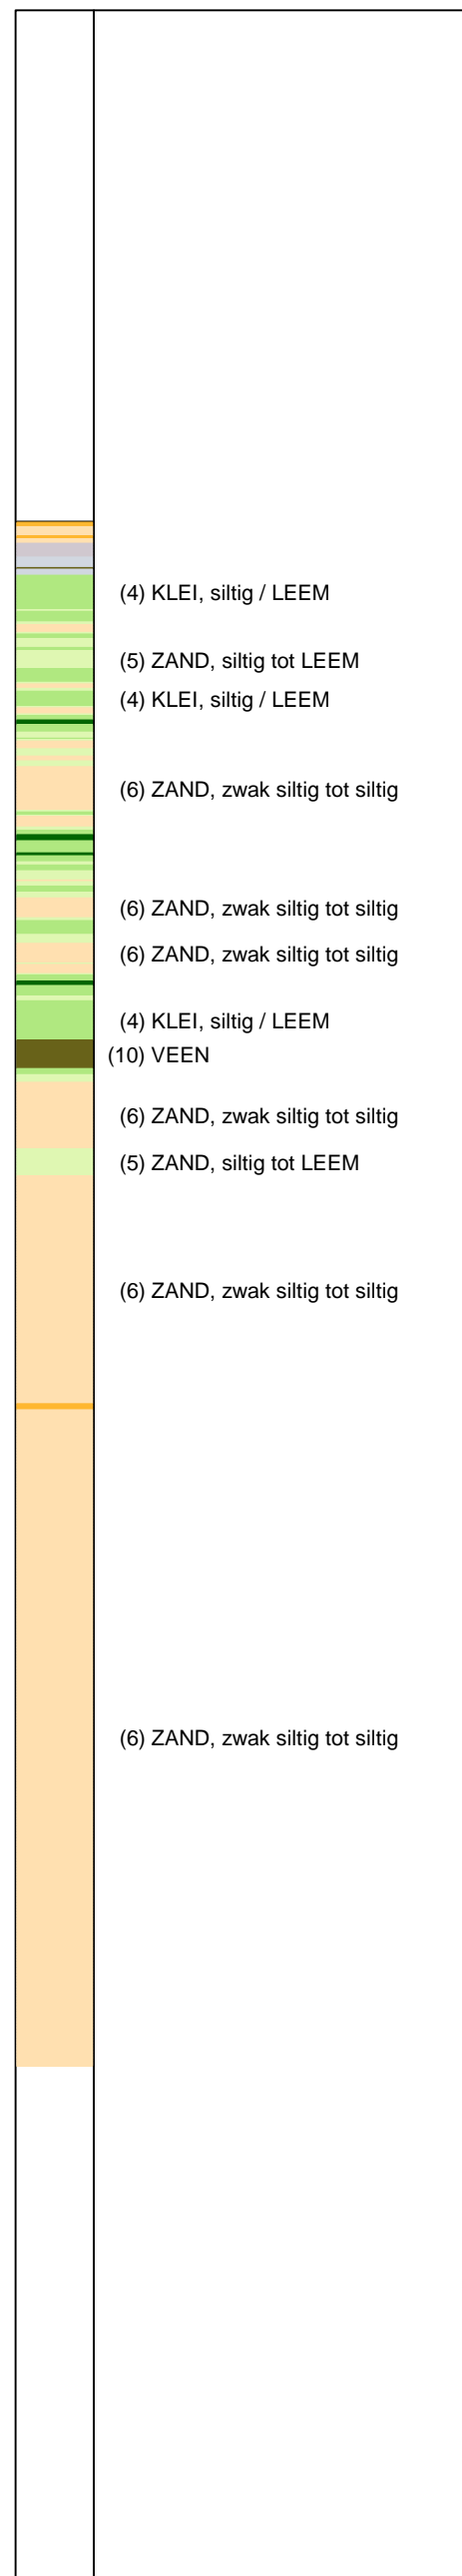 (4) KLEI, siltig / LEEM
(5) ZAND, siltig tot LEEM
(4) KLEI, siltig / LEEM
(6) ZAND, zwak siltig tot siltig
(6) ZAND, zwak siltig tot siltig
(6) ZAND, zwak siltig tot siltig
(4) KLEI, siltig / LEEM
(10) VEEN
(6) ZAND, zwak siltig tot siltig
(5) ZAND, siltig tot LEEM
(6) ZAND, zwak siltig tot siltig
(6) ZAND, zwak siltig tot siltig